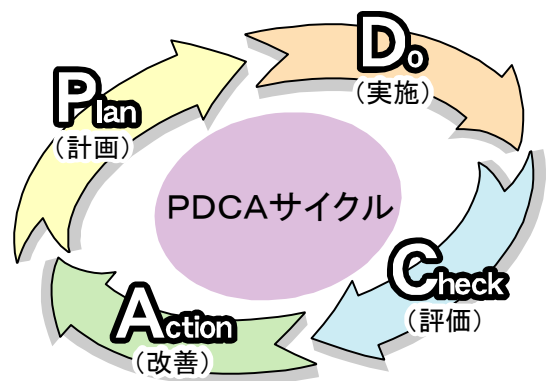 Plan
（計画）
Do
（実施）
Check
（評価）
Action
（改善）
PDCAサイクル